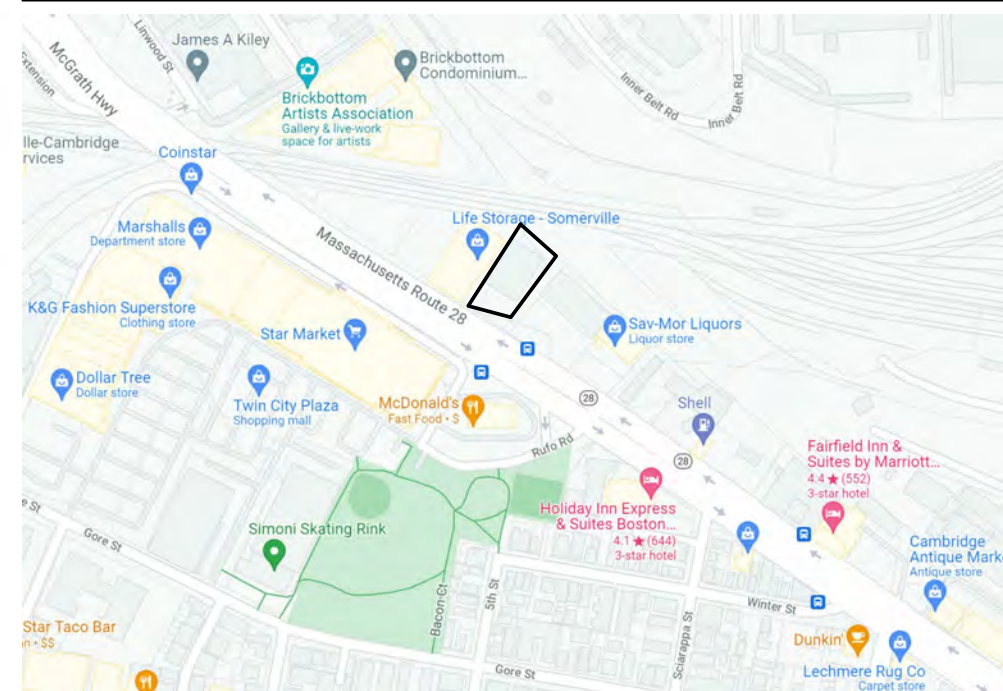 James A Kiley
Linwood St
McGrath Hwy
Extension
Brickbottom
Condominium...
Brickbottom
Artists Association
Gallery & live-work
space for artists
Inner Belt Rd
Inner Belt Rd
lle-Cambridge
rvices
Coinstar
Life Storage - Somerville
Marshalls
Department store
Massachusetts Route 28
K&G Fashion Superstore
Clothing store
Star Market
Sav-Mor Liquors
Liquor store
Dollar Tree
Dollar store
Twin City Plaza
Shopping mall
McDonald's
Fast Food • $
28
Shell
Rufo Rd
28
Fairfield Inn &
Suites by Marriott...
4.4 ★ (552)
3-star hotel
Holiday Inn Express
& Suites Boston...
4.1 ★ (644)
3-star hotel
e St
Gore St
Simoni Skating Rink
Cambridge
Antique Mark
Antique store
Bacon Ct
5th St
Sciarappa St
Winter St
Star Taco Bar
n • $$
Dunkin'
Gore St
Lechmere Rug Co
Carpet store